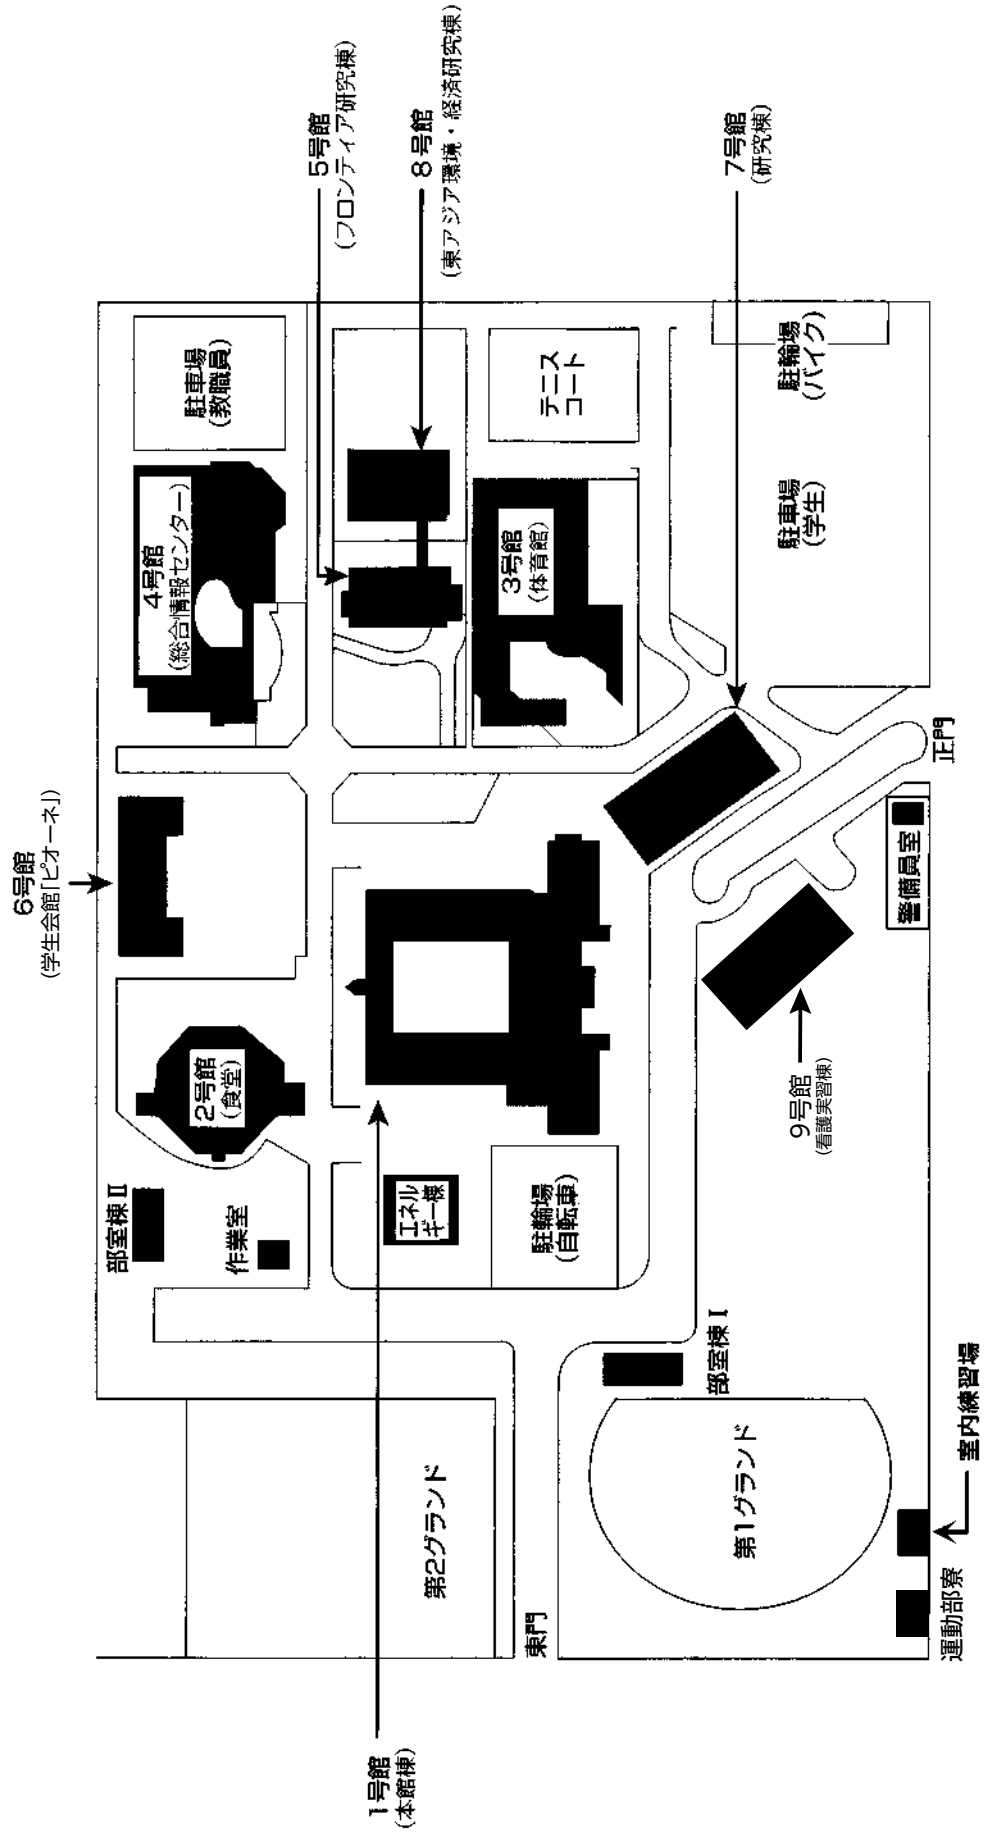 6号館
(学生会館「ピオーネ」)
5号館
(フロンティア研究棟)
8号館
(東アジア環境・経済研究棟)
7号館
(研究棟)
駐車場
(教職員)
4号館
(総合情報センター)
テニス
コート
3号館
(体育館)
駐輪場
(バイク)
駐車場
(学生)
正門
警備員室
9号館
(看護実習棟)
2号館
(食堂)
部室棟Ⅱ
作業室
エネル
ギー棟
駐輪場
(自転車)
部室棟Ⅰ
第2グランド
第1グランド
東門
室内練習場
運動部寮
1号館
(本館棟)